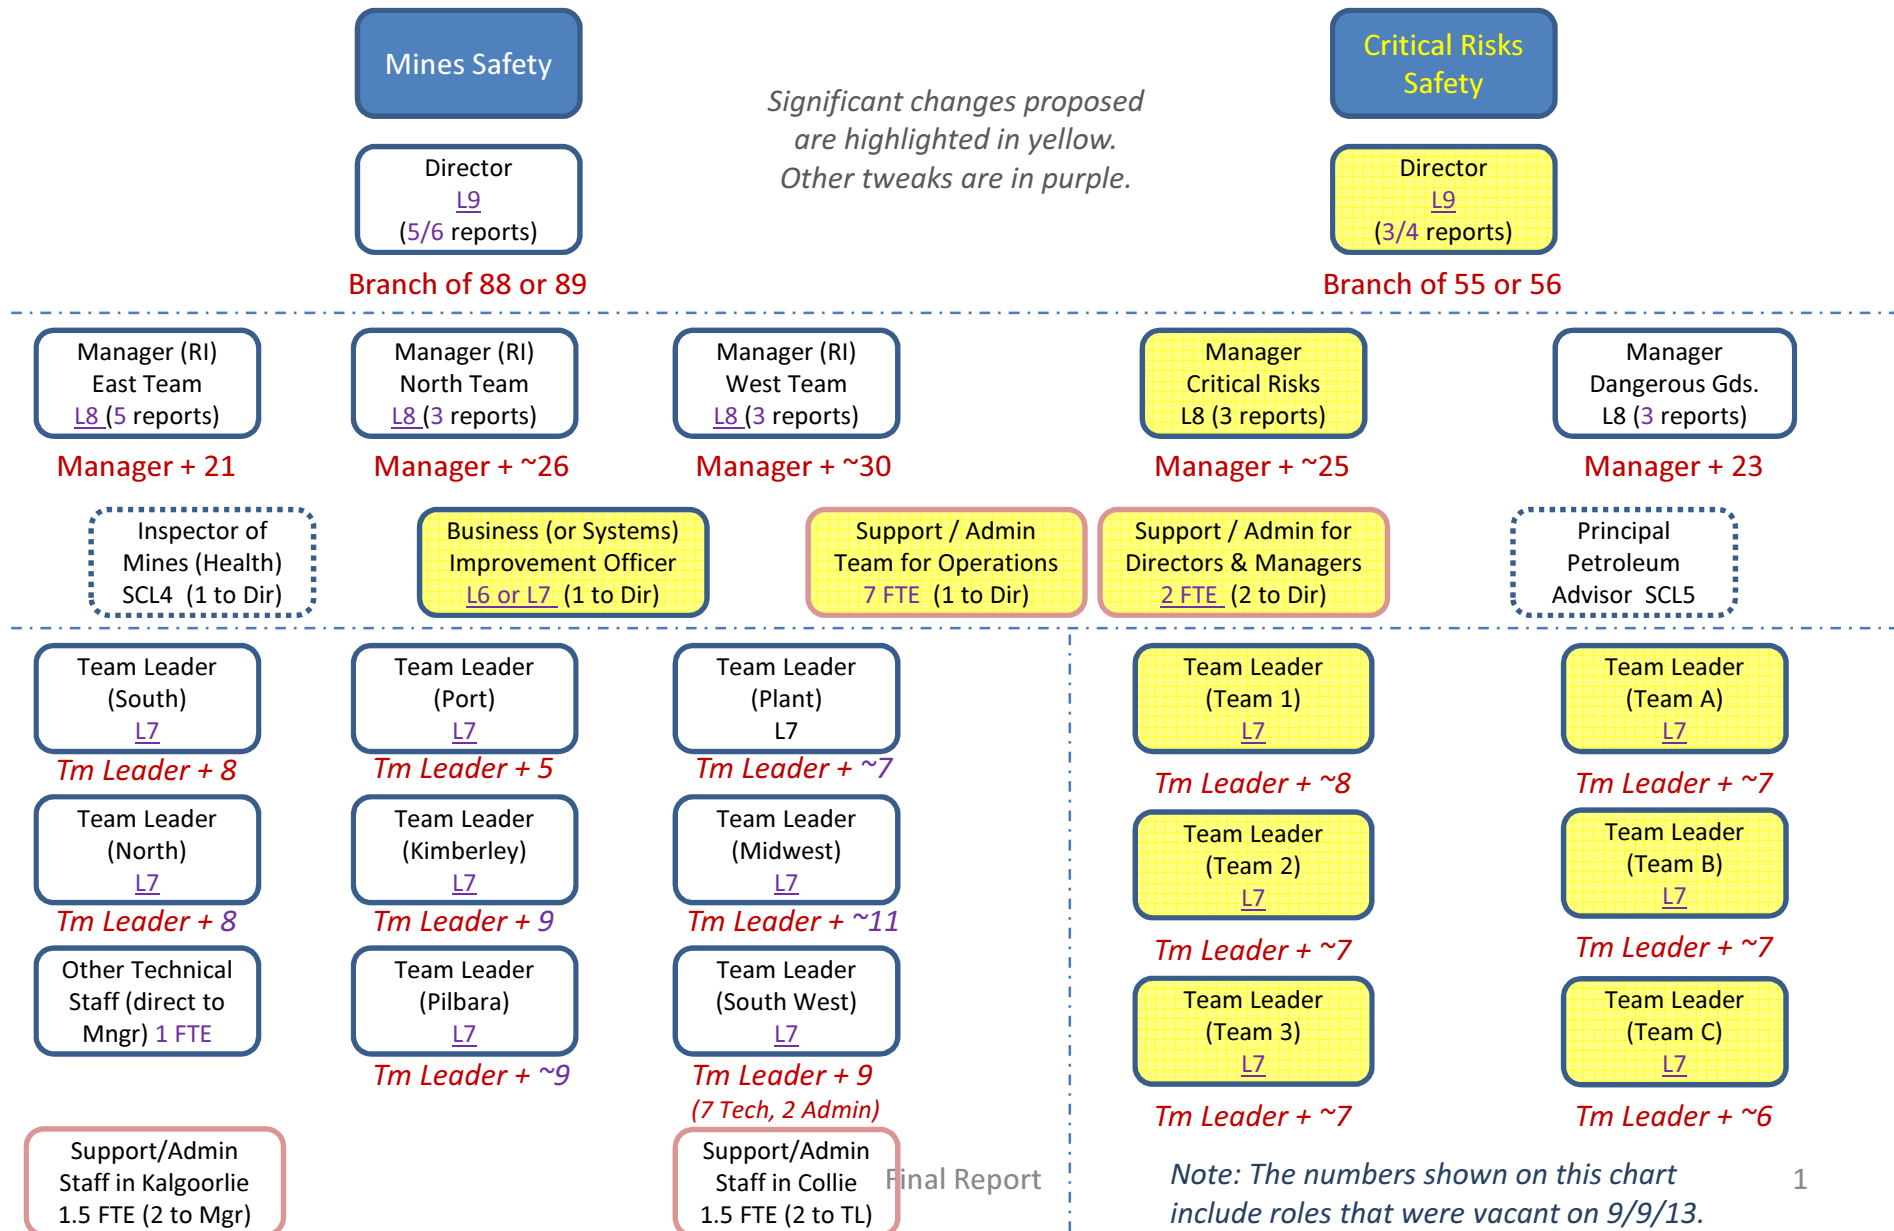 Mines Safety
Critical Risks
Safety
Significant changes proposed
are highlighted in yellow.
Other tweaks are in purple.
Director
L9
(5/6 reports)
Director
L9
(3/4 reports)
Branch of 88 or 89
Branch of 55 or 56
Manager (RI)
East Team
L8 (5 reports)
Manager (RI)
North Team
L8 (3 reports)
Manager (RI)
West Team
L8 (3 reports)
Manager
Critical Risks
L8 (3 reports)
Manager
Dangerous Gds.
L8 (3 reports)
Manager + 21
Manager + ~26
Manager + ~30
Manager + ~25
Manager + 23
Inspector of
Mines (Health)
SCL4 (1 to Dir)
Business (or Systems)
Improvement Officer
L6 or L7 (1 to Dir)
Support / Admin
Team for Operations
7 FTE (1 to Dir)
Support / Admin for
Directors & Managers
2 FTE (2 to Dir)
Principal
Petroleum
Advisor SCL5
Team Leader
(South)
L7
Tm Leader + 8
Team Leader
(Port)
L7
Tm Leader + 5
Team Leader
(Plant)
L7
Tm Leader + ~7
Team Leader
(Team 1)
L7
Tm Leader + ~8
Team Leader
(Team A)
L7
Tm Leader + ~7
Team Leader
(North)
L7
Tm Leader + 8
Team Leader
(Kimberley)
L7
Tm Leader + 9
Team Leader
(Midwest)
L7
Tm Leader + ~11
Team Leader
(Team 2)
L7
Tm Leader + ~7
Team Leader
(Team B)
L7
Tm Leader + ~7
Other Technical
Staff (direct to
Mngr) 1 FTE
Team Leader
(Pilbara)
L7
Tm Leader + ~9
Team Leader
(South West)
L7
Tm Leader + 9
(7 Tech, 2 Admin)
Team Leader
(Team 3)
L7
Tm Leader + ~7
Team Leader
(Team C)
L7
Tm Leader + ~6
Support/Admin
Staff in Kalgoorlie
1.5 FTE (2 to Mgr)
Support/Admin
Staff in Collie
1.5 FTE (2 to TL)
Final Report
Note: The numbers shown on this chart
include roles that were vacant on 9/9/13.
1